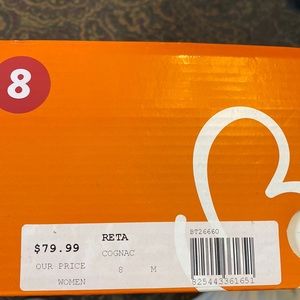 8
RETA
COGNAC
$79.99
OUR PRICE 8 M
WOMEN
BT26660
825443361651